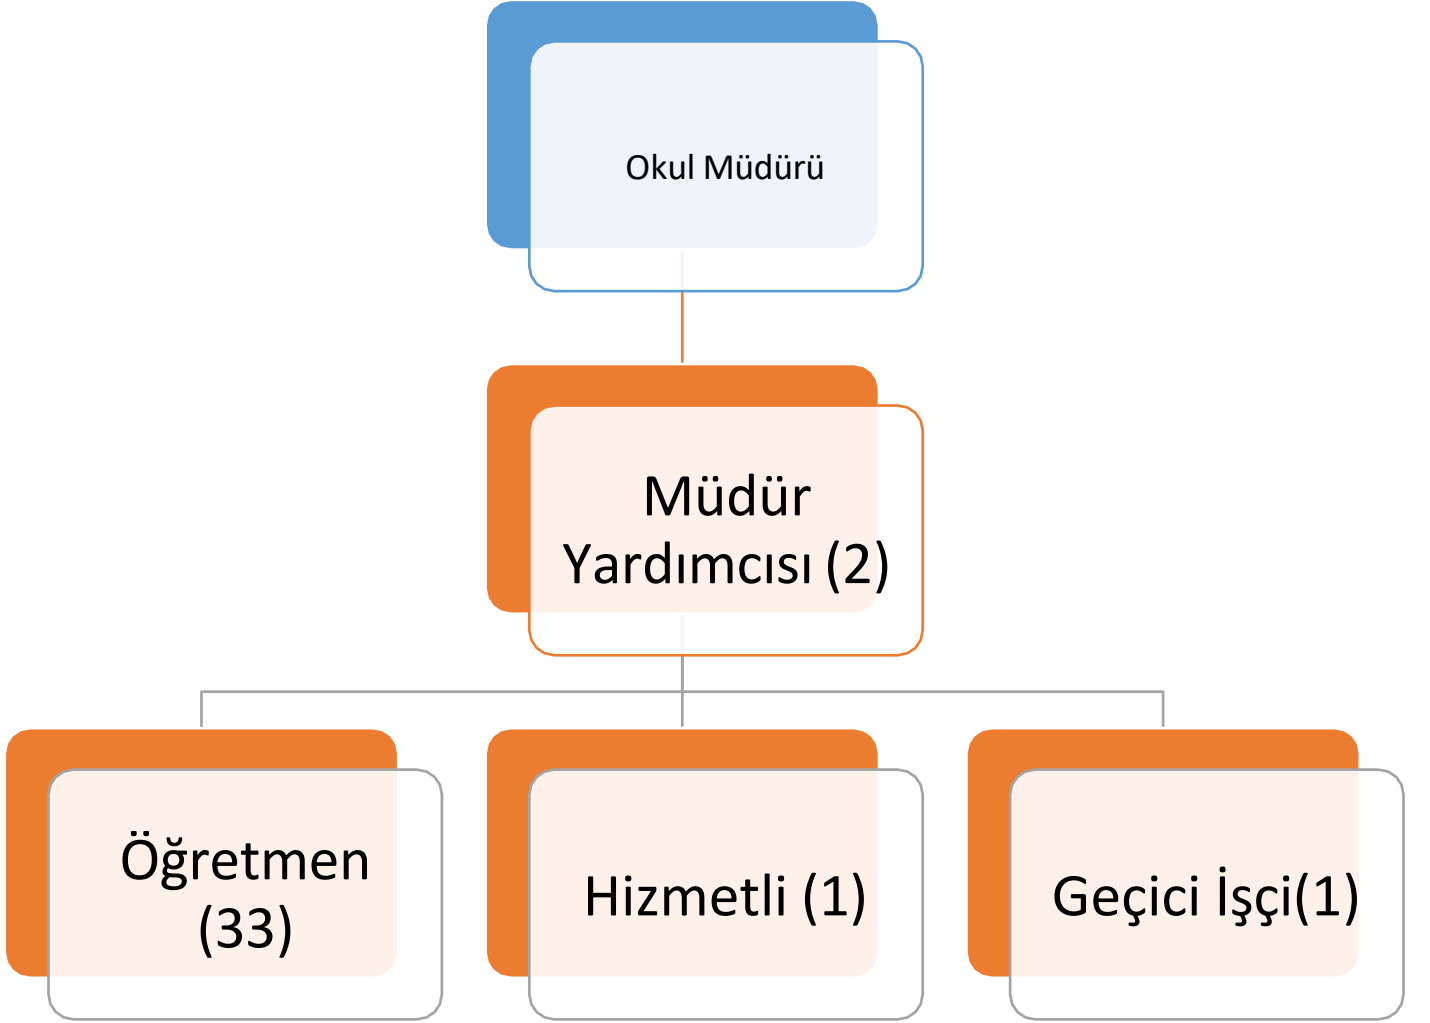 Okul Müdürü
Müdür
Yardımcısı (2)
Öğretmen
(33)
Hizmetli (1)
Geçici İşçi(1)